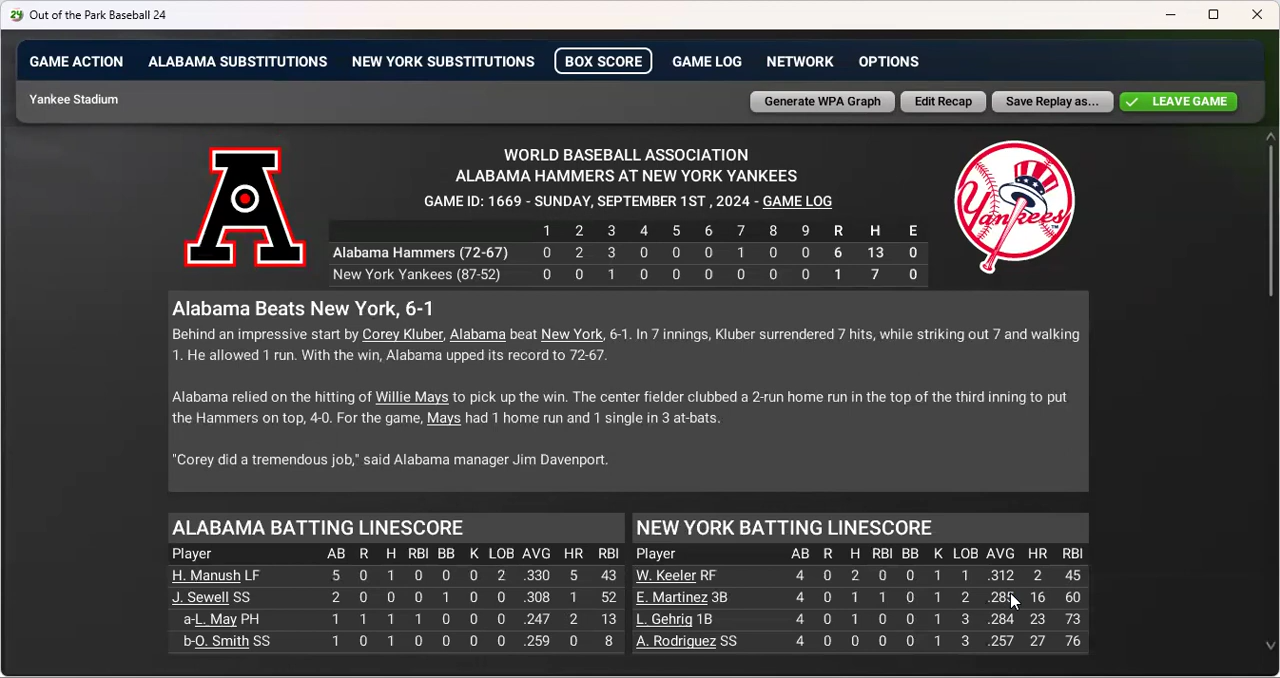 Out of the Park Baseball 24
GAME ACTION ALABAMA SUBSTITUTIONS NEW YORK SUBSTITUTIONS BOX SCORE GAME LOG NETWORK OPTIONS
Yankee Stadium Generate WPA Graph Edit Recap Save Replay as... LEAVE GAME
A
Yankees
WORLD BASEBALL ASSOCIATION
ALABAMA HAMMERS AT NEW YORK YANKEES
GAME ID: 1669 - SUNDAY, SEPTEMBER 1ST , 2024 - GAME LOG
1 2 3 4 5 6 7 8 9 R H E
Alabama Hammers (72-67) 0 2 3 0 0 0 1 0 0 6 13 0
New York Yankees (87-52) 0 0 1 0 0 0 0 0 0 1 7 0
Alabama Beats New York, 6-1
Behind an impressive start by Corey Kluber, Alabama beat New York, 6-1. In 7 innings, Kluber surrendered 7 hits, while striking out 7 and walking
1. He allowed 1 run. With the win, Alabama upped its record to 72-67.
Alabama relied on the hitting of Willie Mays to pick up the win. The center fielder clubbed a 2-run home run in the top of the third inning to put
the Hammers on top, 4-0. For the game, Mays had 1 home run and 1 single in 3 at-bats.
"Corey did a tremendous job," said Alabama manager Jim Davenport.
ALABAMA BATTING LINESCORE
Player AB R H RBI BB K LOB AVG HR RBI
H. Manush LF 5 0 1 0 0 0 2 .330 5 43
J. Sewell SS 2 0 0 0 1 0 0 .308 1 52
a-L. May PH 1 1 1 0 0 0 0 .247 2 13
b-O. Smith SS 1 0 1 0 0 0 0 .259 0 8
NEW YORK BATTING LINESCORE
Player AB R H RBI BB K LOB AVG HR RBI
W. Keeler RF 4 0 2 0 0 1 1 .312 2 45
E. Martinez 3B 4 0 1 1 0 1 2 .285 16 60
L. Gehrig 1B 4 0 1 0 0 1 3 .284 23 73
A. Rodriguez SS 4 0 0 0 0 1 3 .257 27 76